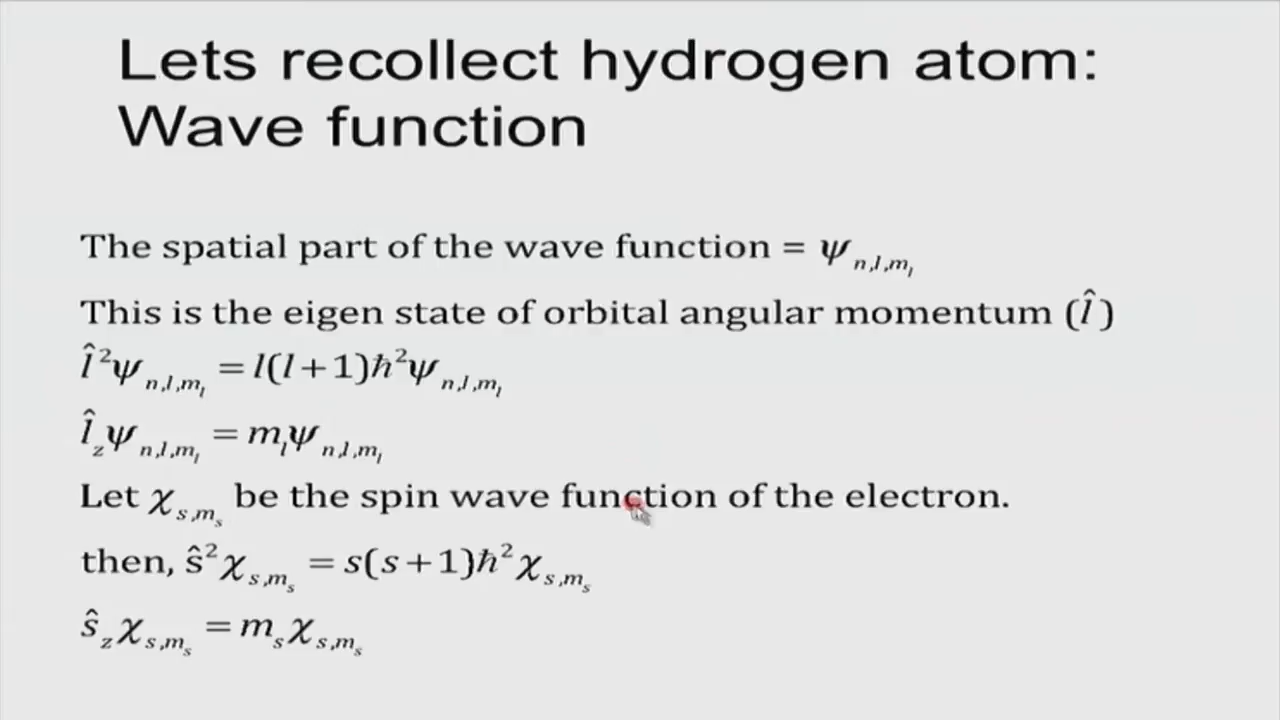 Lets recollect hydrogen atom:
Wave function
The spatial part of the wave function = ψ_{n,l,m_l}
This is the eigen state of orbital angular momentum (l̂)
l̂²ψ_{n,l,m_l} = l(l+1)ħ²ψ_{n,l,m_l}
l̂_zψ_{n,l,m_l} = m_lψ_{n,l,m_l}
Let χ_{s,m_s} be the spin wave function of the electron.
then, ŝ²χ_{s,m_s} = s(s+1)ħ²χ_{s,m_s}
ŝ_zχ_{s,m_s} = m_sχ_{s,m_s}